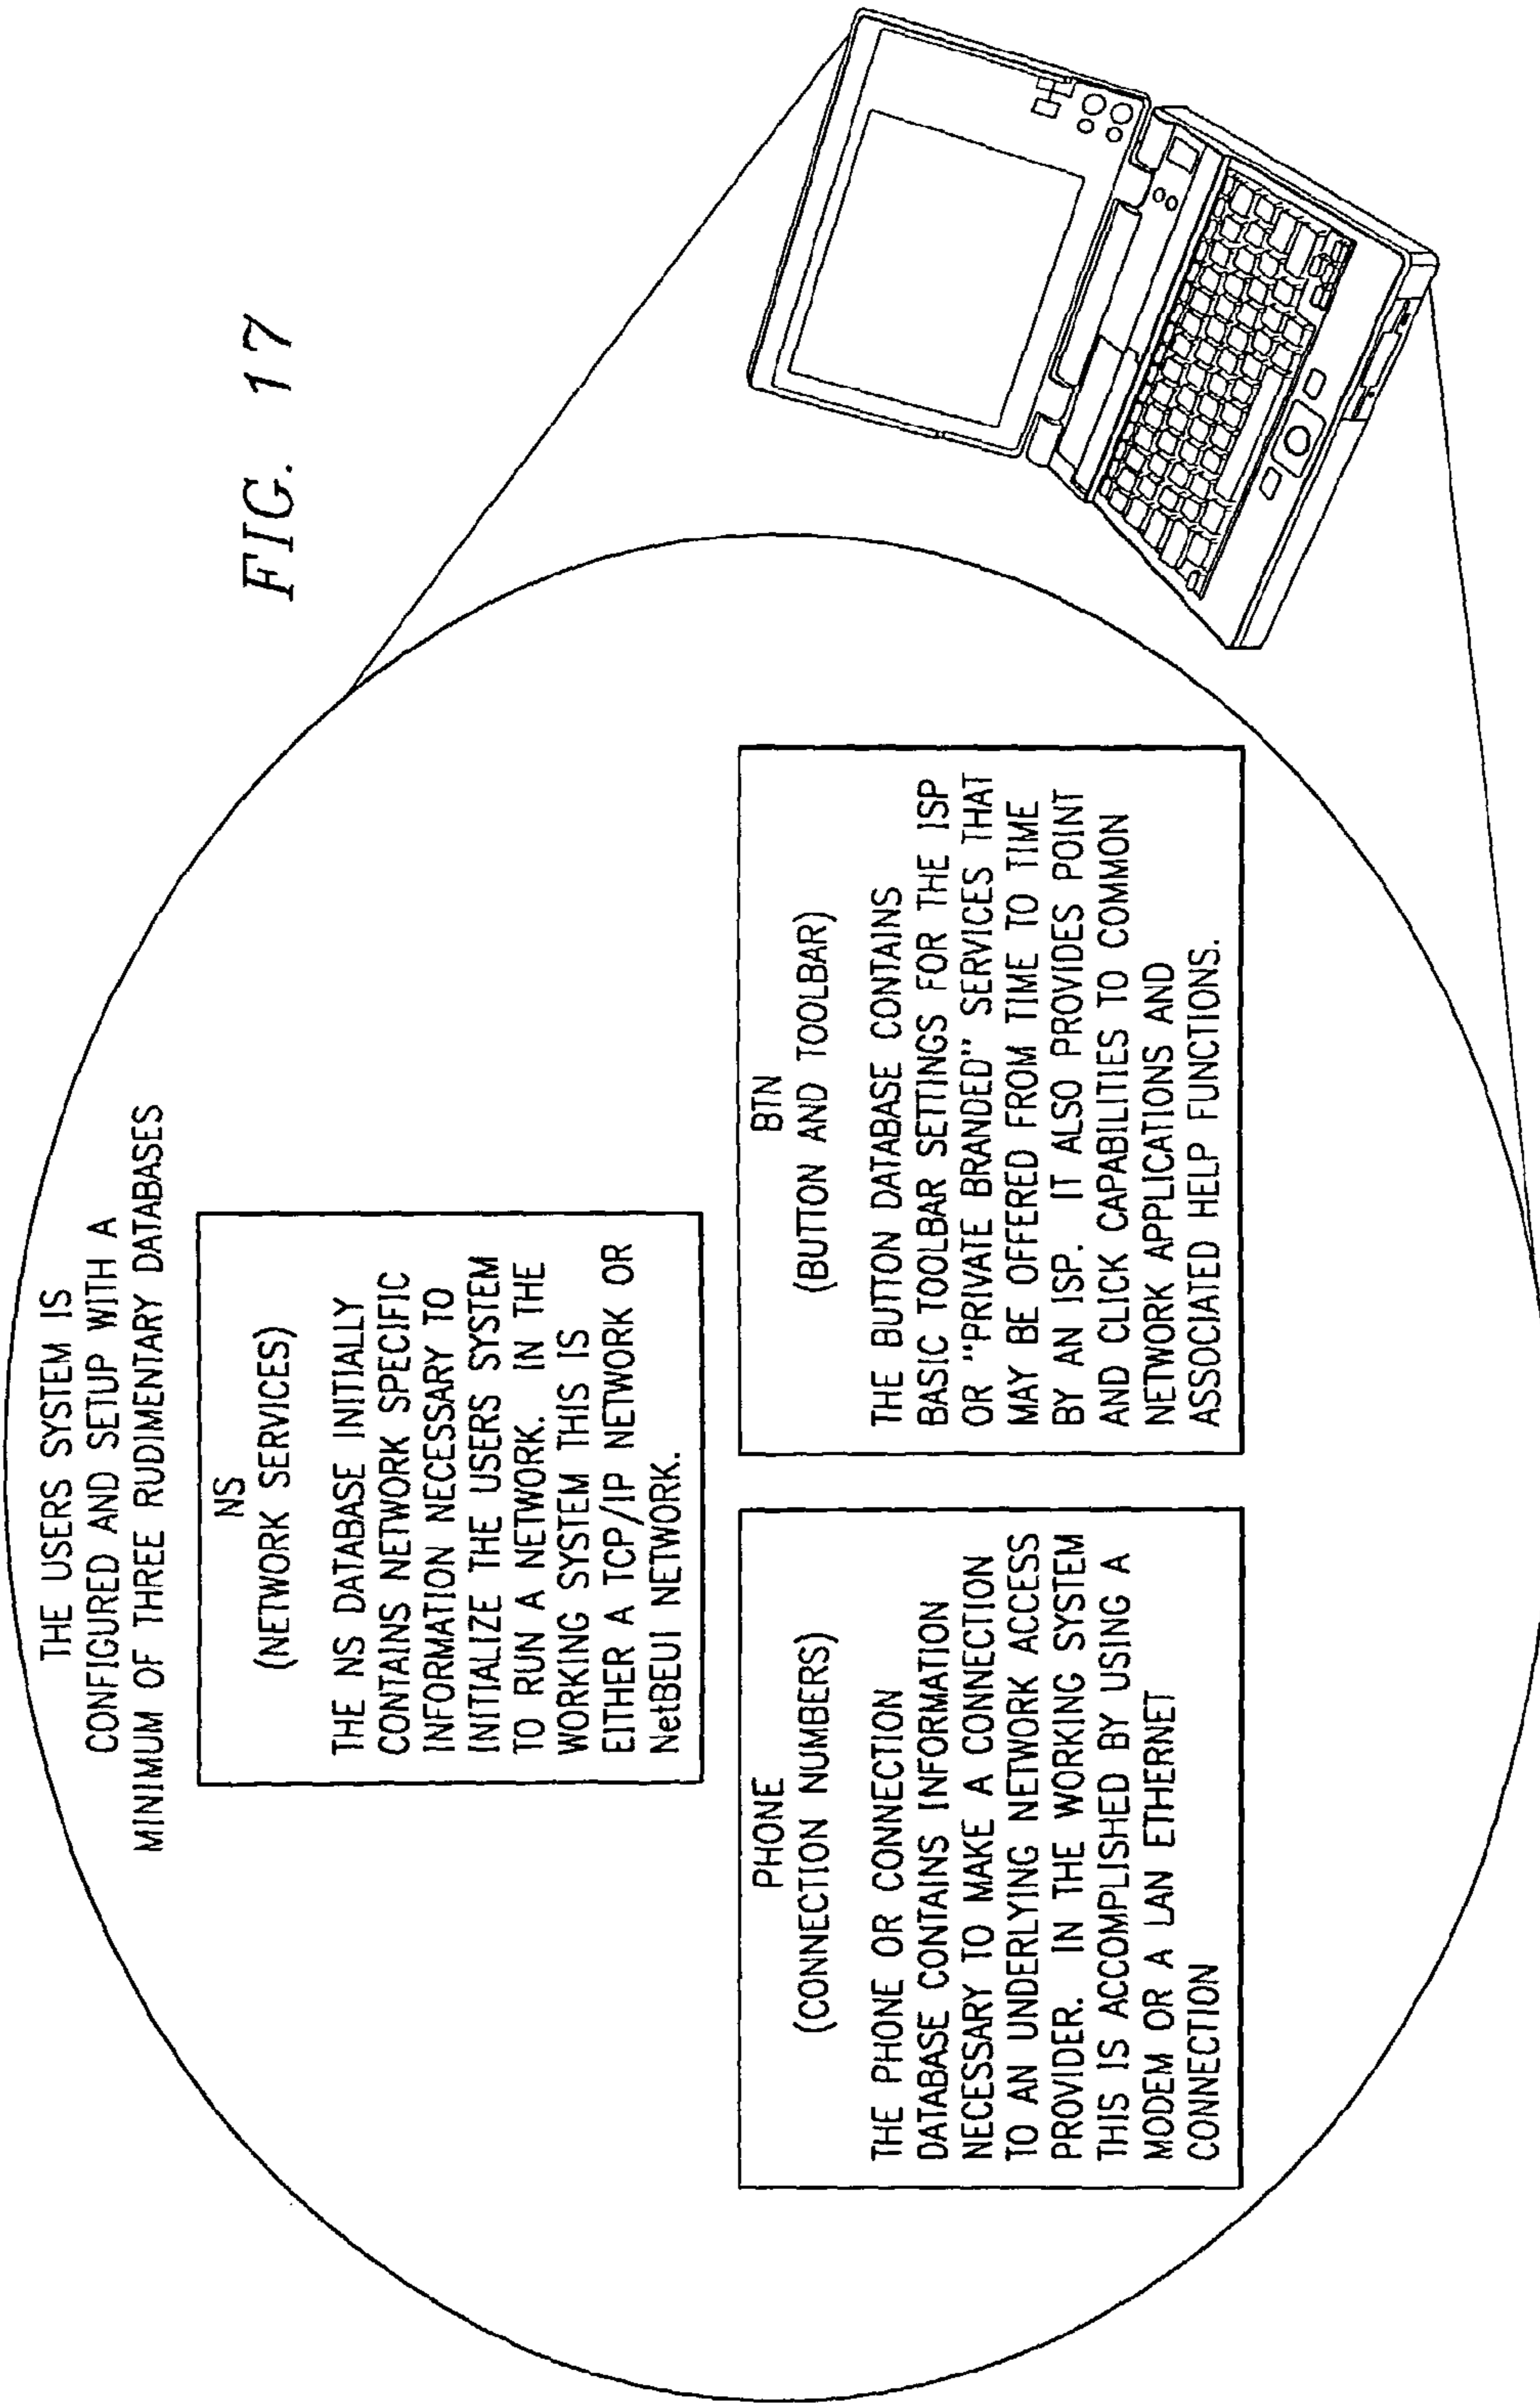 FIG. 17
THE USERS SYSTEM IS
CONFIGURED AND SETUP WITH A
MINIMUM OF THREE RUDIMENTARY DATABASES
NS
(NETWORK SERVICES)
THE NS DATABASE INITIALLY
CONTAINS NETWORK SPECIFIC
INFORMATION NECESSARY TO
INITIALIZE THE USERS SYSTEM
TO RUN A NETWORK. IN THE
WORKING SYSTEM THIS IS
EITHER A TCP/IP NETWORK OR
NetBEUI NETWORK.
PHONE
(CONNECTION NUMBERS)
THE PHONE OR CONNECTION
DATABASE CONTAINS INFORMATION
NECESSARY TO MAKE A CONNECTION
TO AN UNDERLYING NETWORK ACCESS
PROVIDER. IN THE WORKING SYSTEM
THIS IS ACCOMPLISHED BY USING A
MODEM OR A LAN ETHERNET
CONNECTION
BTN
(BUTTON AND TOOLBAR)
THE BUTTON DATABASE CONTAINS
BASIC TOOLBAR SETTINGS FOR THE ISP
OR "PRIVATE BRANDED" SERVICES THAT
MAY BE OFFERED FROM TIME TO TIME
BY AN ISP. IT ALSO PROVIDES POINT
AND CLICK CAPABILITIES TO COMMON
NETWORK APPLICATIONS AND
ASSOCIATED HELP FUNCTIONS.